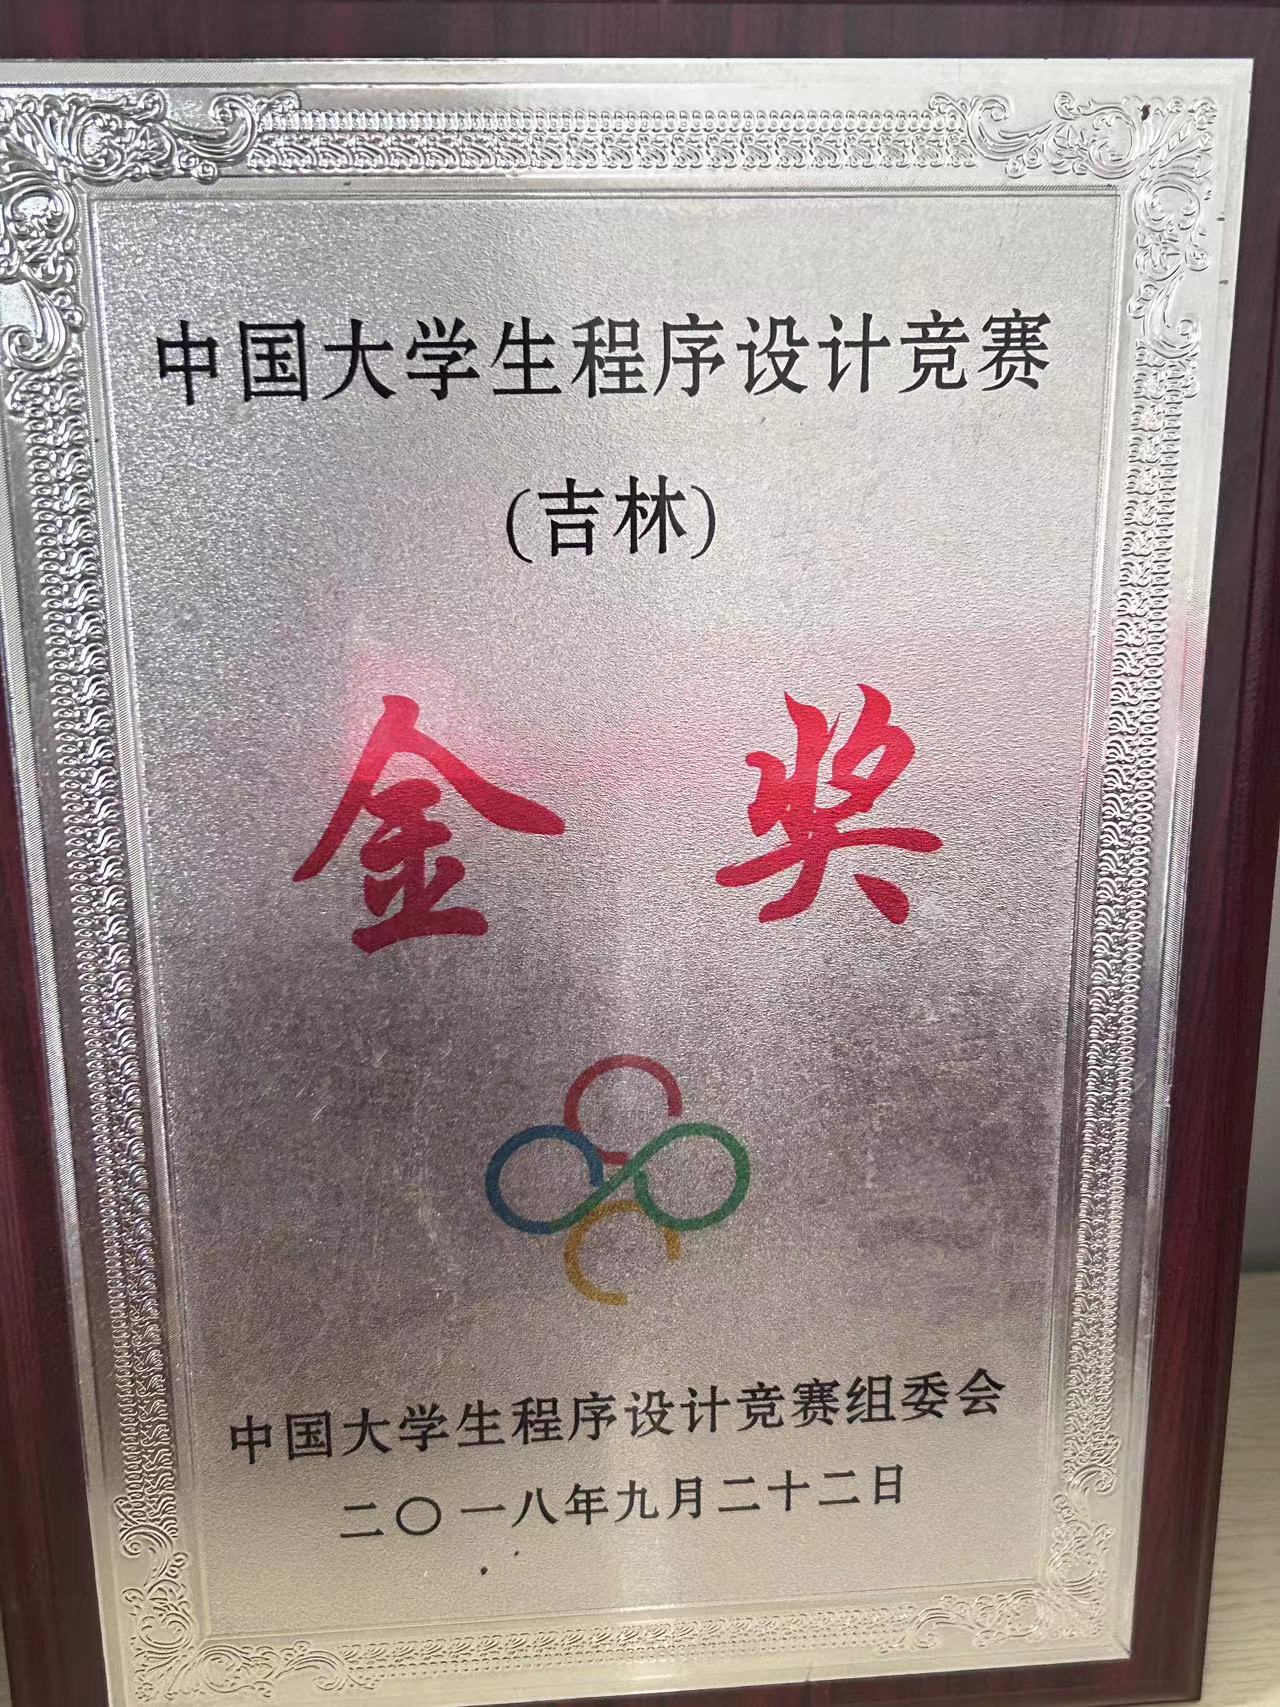 中国大学生程序设计竞赛
(吉林)
金奖
中国大学生程序设计竞赛组委会
二〇一八年九月二十二日